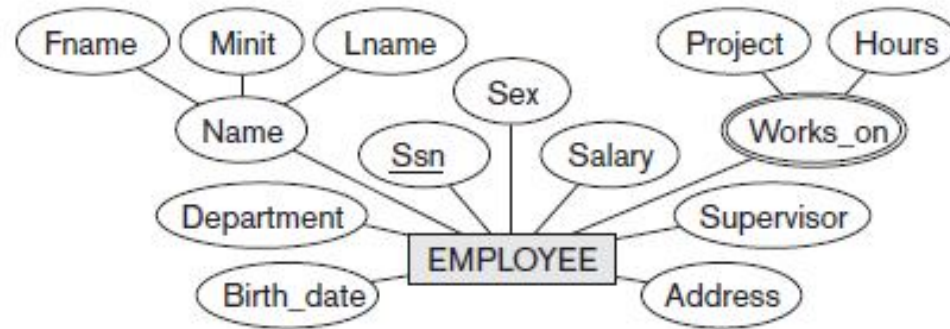 Fname Minit Lname Project Hours
Sex
Name Works_on
Ssn Salary
Department Supervisor
EMPLOYEE
Birth_date Address